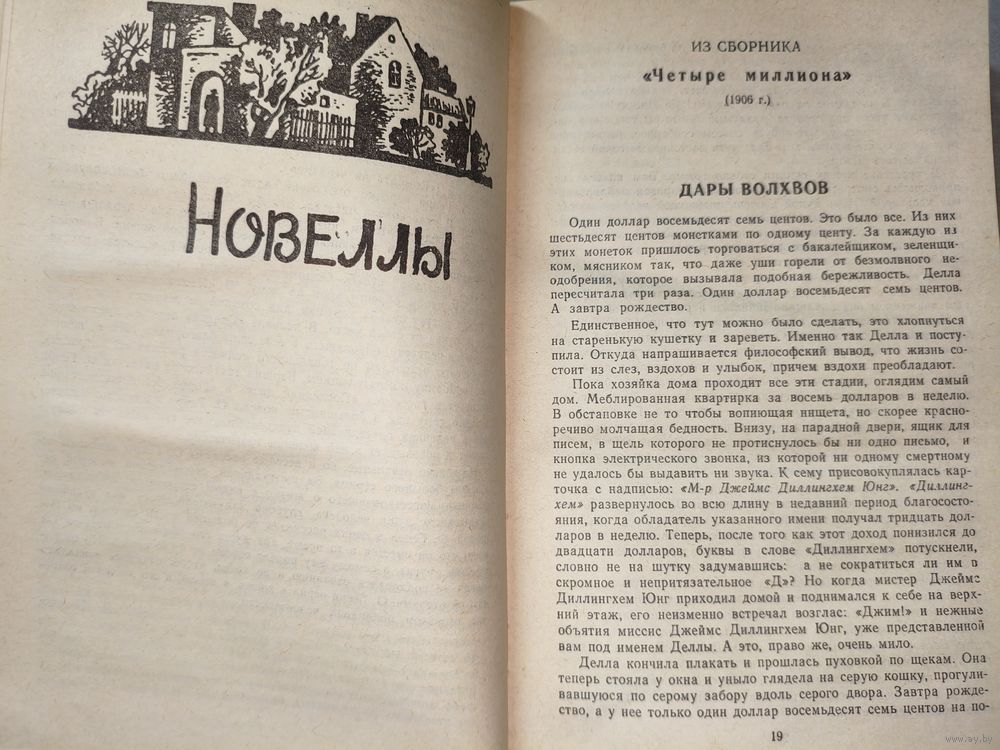 НОВЕЛЛЫ
ИЗ СБОРНИКА
«Четыре миллиона»
(1906 г.)
ДАРЫ ВОЛХВОВ
Один доллар восемьдесят семь центов. Это было все. Из них
шестьдесят центов монетками по одному центу. За каждую из
этих монеток пришлось торговаться с бакалейщиком, зеленщи-
ком, мясником так, что даже уши горели от безмолвного не-
одобрения, которое вызывала подобная бережливость. Делла
пересчитала три раза. Один доллар восемьдесят семь центов.
А завтра рождество.
Единственное, что тут можно было сделать, это хлопнуться
на старенькую кушетку и зареветь. Именно так Делла и посту-
пила. Откуда напрашивается философский вывод, что жизнь со-
стоит из слез, вздохов и улыбок, причем вздохи преобладают.
Пока хозяйка дома проходит все эти стадии, оглядим самый
дом. Меблированная квартирка за восемь долларов в неделю.
В обстановке не то чтобы вопиющая нищета, но скорее красно-
речиво молчащая бедность. Внизу, на парадной двери, ящик для
писем, в щель которого не протиснулось бы ни одно письмо, и
кнопка электрического звонка, из которой ни одному смертному
не удалось бы выдавить ни звука. К сему присовокуплялась кар-
точка с надписью: «М-р Джеймс Диллингхем Юнг». «Диллинг-
хем» развернулось во всю длину в недавний период благососто-
яния, когда обладатель указанного имени получал тридцать дол-
ларов в неделю. Теперь, после того как этот доход понизился до
двадцати долларов, буквы в слове «Диллингхем» потускнели,
словно не на шутку задумавшись: а не сократиться ли им в
скромное и непритязательное «Д»? Но когда мистер Джеймс
Диллингхем Юнг приходил домой и поднимался к себе на верх-
ний этаж, его неизменно встречал возглас: «Джим!» и нежные
объятия миссис Джеймс Диллингхем Юнг, уже представленной
вам под именем Деллы. А это, право же, очень мило.
Делла кончила плакать и прошлась пуховкой по щекам. Она
теперь стояла у окна и уныло глядела на серую кошку, прогули-
вавшуюся по серому забору вдоль серого двора. Завтра рожде-
ство, а у нее только один доллар восемьдесят семь центов на по-
19
www.ay.by